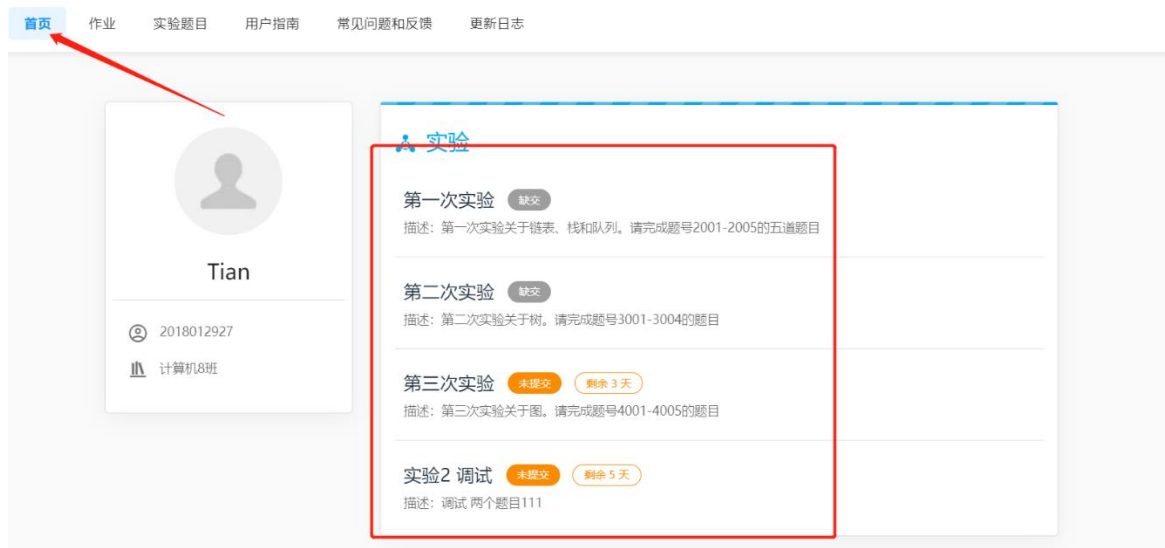 首页 作业 实验题目 用户指南 常见问题和反馈 更新日志
Tian
2018012927
计算机8班
实验
第一次实验 缺交
描述：第一次实验关于链表、栈和队列。请完成题号2001-2005的五道题目
第二次实验 缺交
描述：第二次实验关于树。请完成题号3001-3004的题目
第三次实验 未提交 剩余 3 天
描述：第三次实验关于图。请完成题号4001-4005的题目
实验2 调试 未提交 剩余 5 天
描述：调试 两个题目111